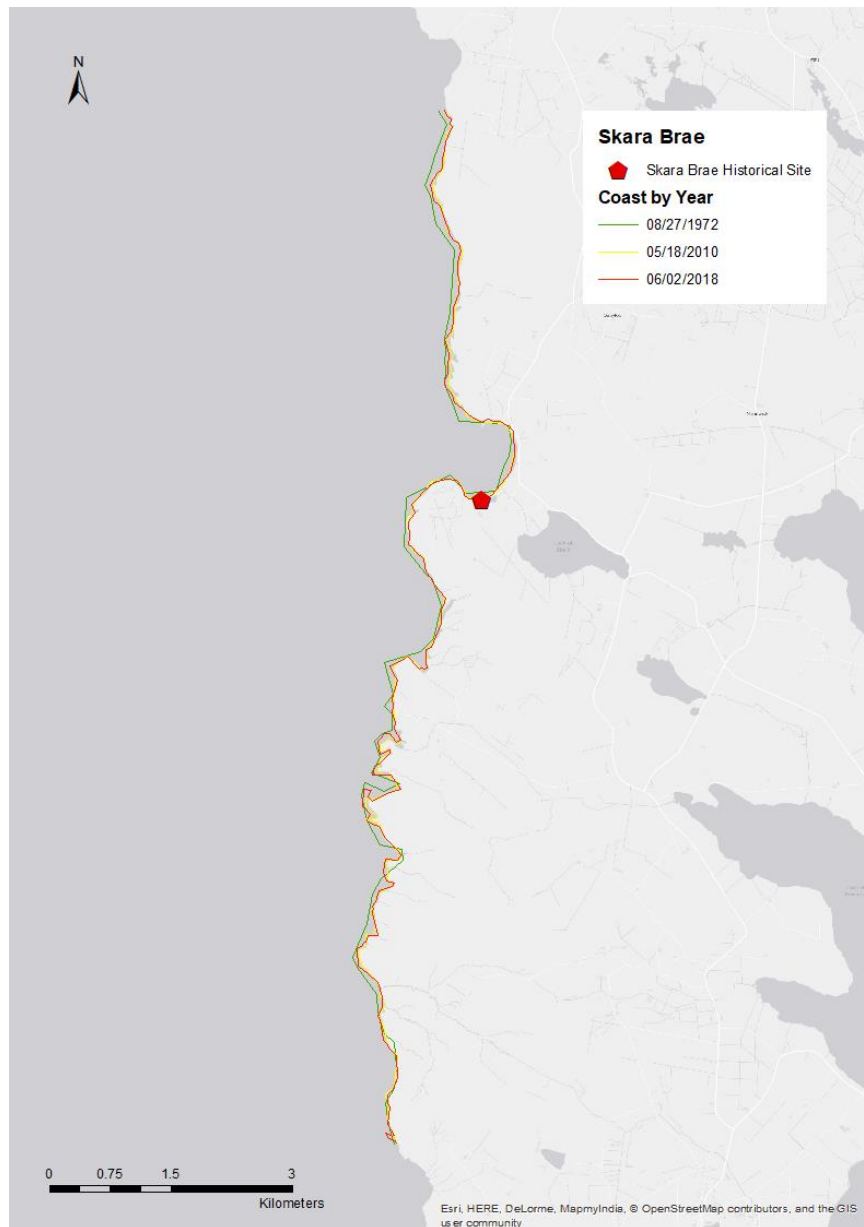 N
Skara Brae
Skara Brae Historical Site
Coast by Year
08/27/1972
05/18/2010
06/02/2018
0 0.75 1.5 3
Kilometers
Esri, HERE, DeLorme, MapmyIndia, © OpenStreetMap contributors, and the GIS
user community